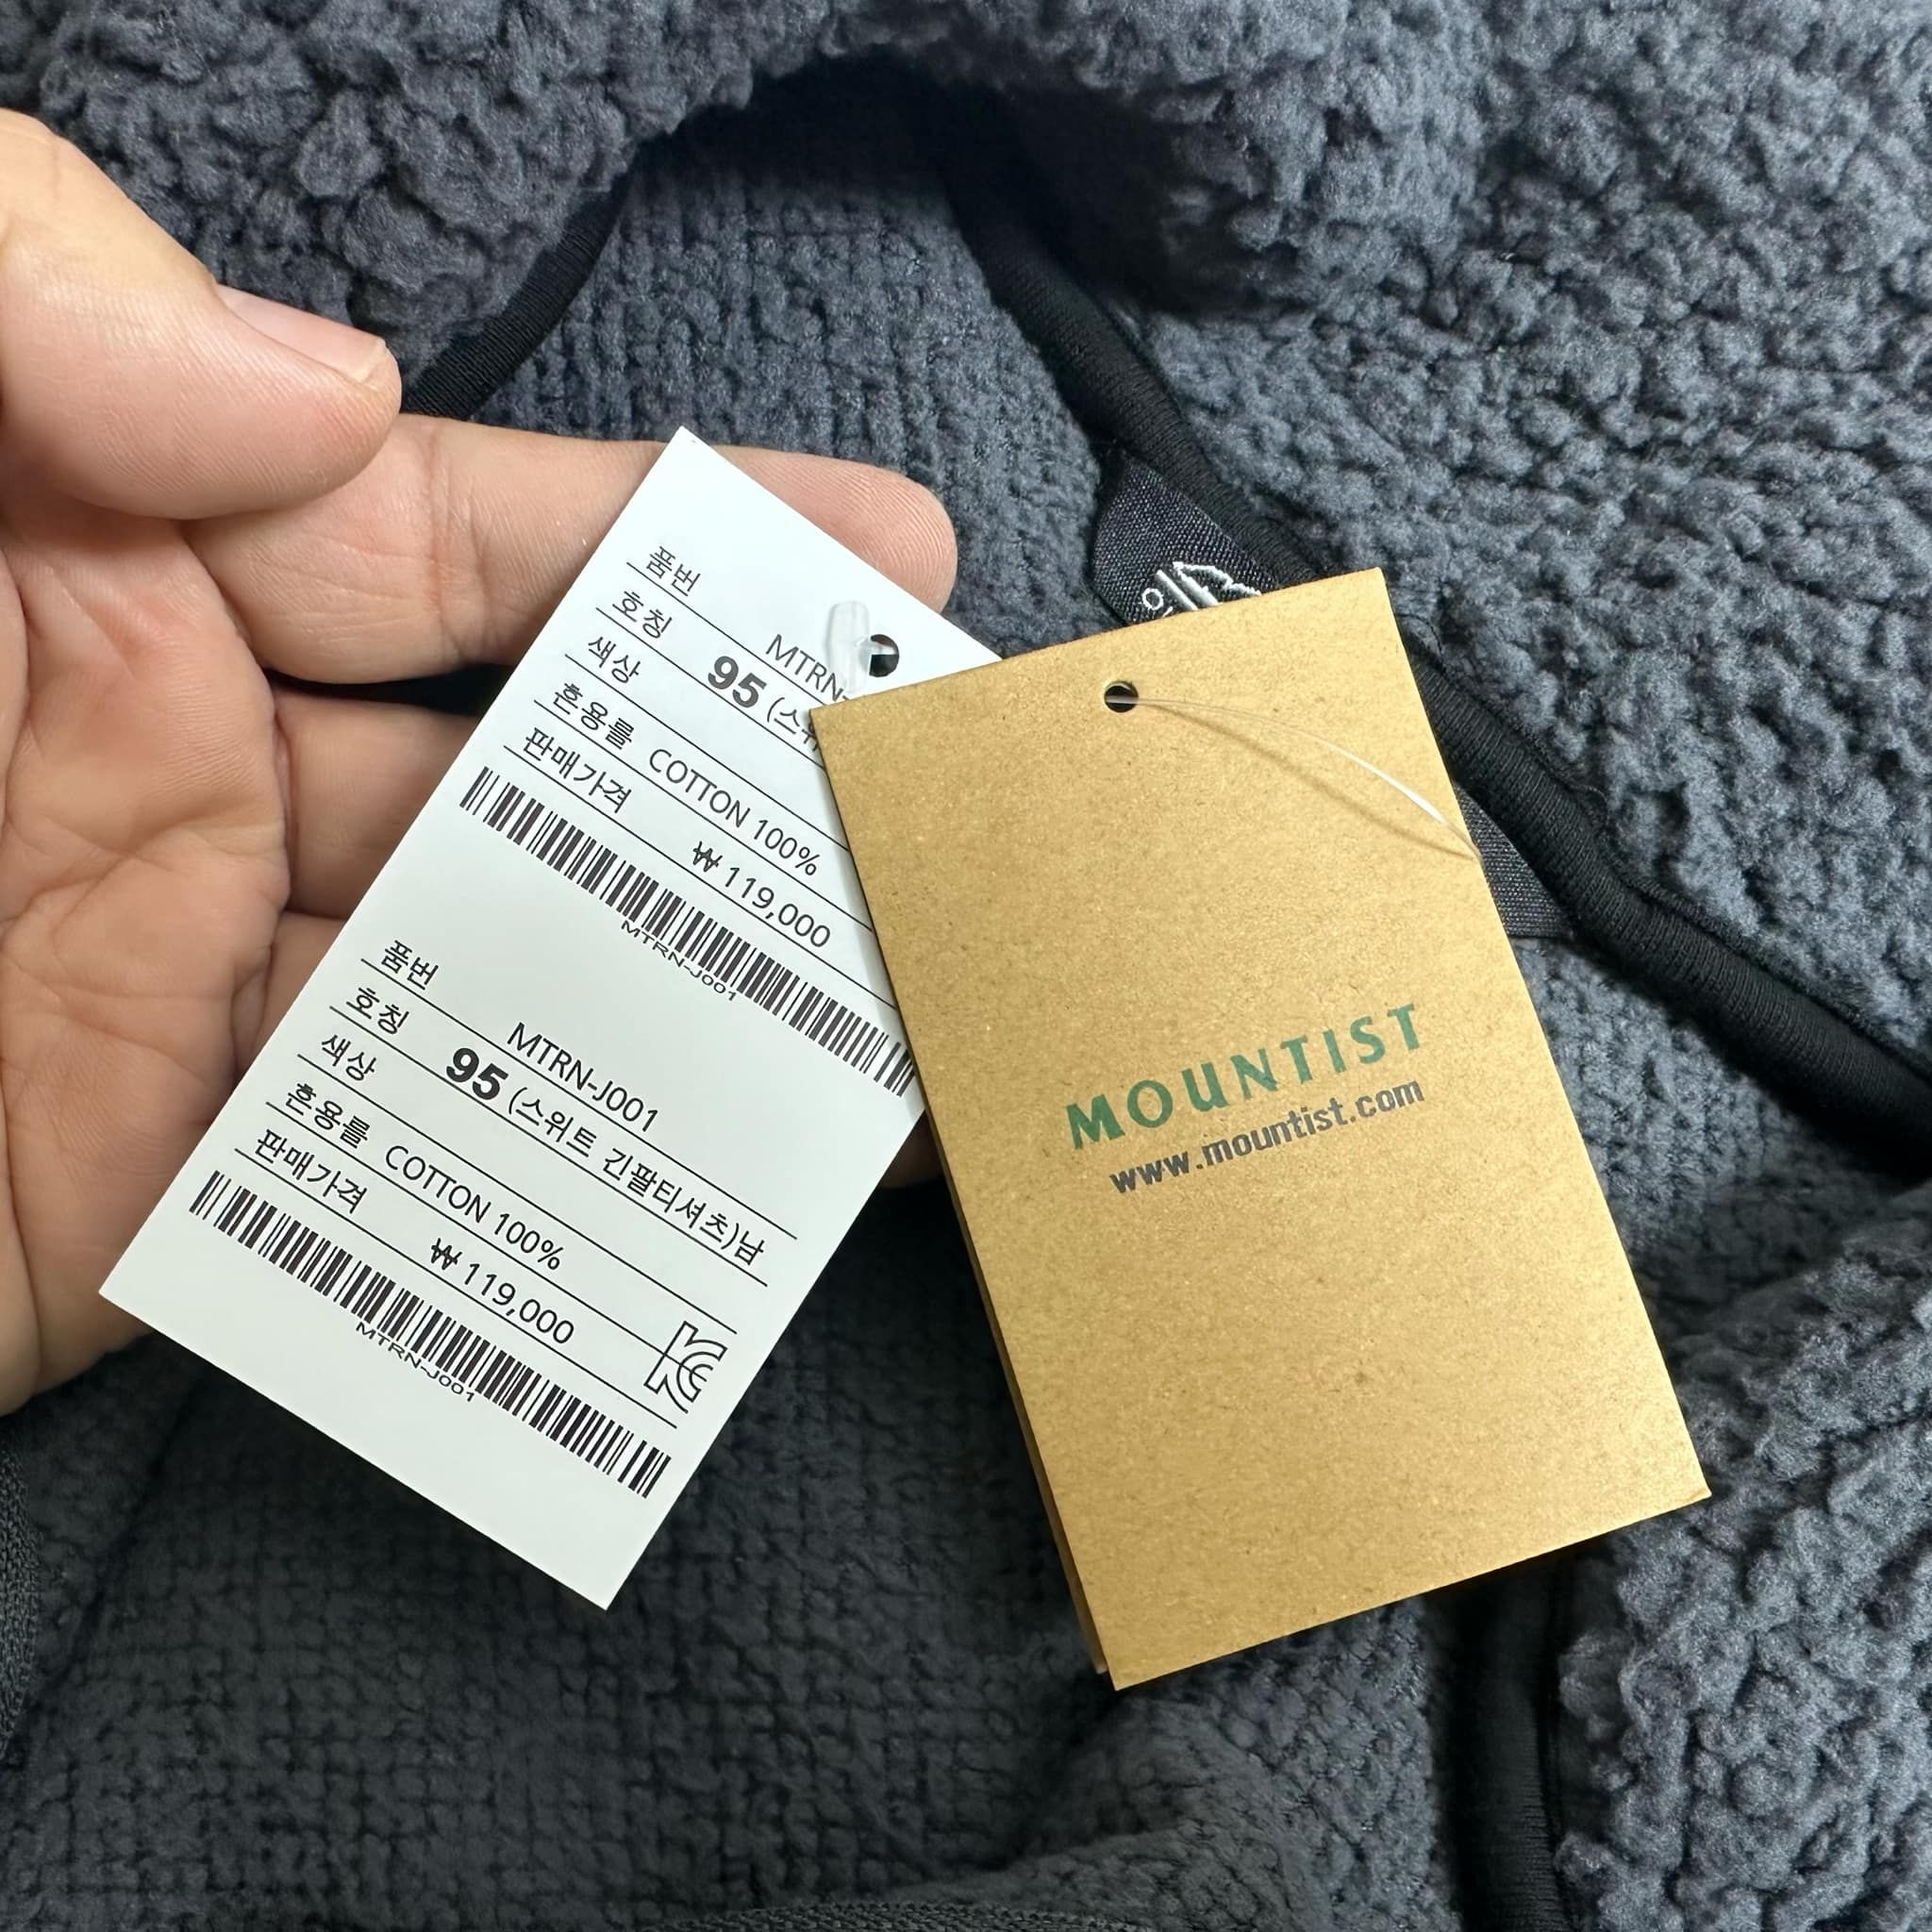 품번
MTRN-
호칭
95 (스위
색상
혼용률 COTTON 100%
판매가격
₩ 119,000
MTRN-J001
품번
MTRN-J001
호칭
95 (스위트 긴팔티셔츠)남
색상
혼용률 COTTON 100%
판매가격
₩ 119,000
MTRN-J001
MOUNTIST
www.mountist.com